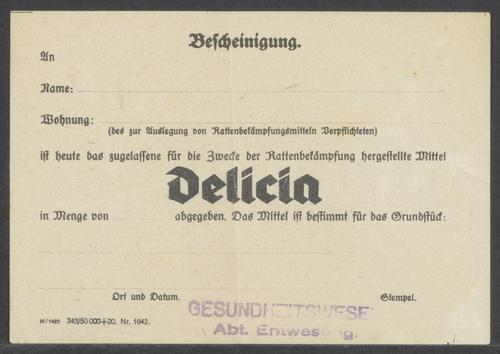 Bescheinigung.
An
Name:
Wohnung:
(des zur Auslegung von Rattenbekämpfungsmitteln Verpflichteten)
ist heute das zugelassene für die Zwecke der Rattenbekämpfung hergestellte Mittel
Delicia
in Menge von abgegeben. Das Mittel ist bestimmt für das Grundstück:
Ort und Datum. Stempel.
GESUNDHEITSWESE
Abt. Entwesung.
M/1490 343/50 000+20. Nr. 1642.